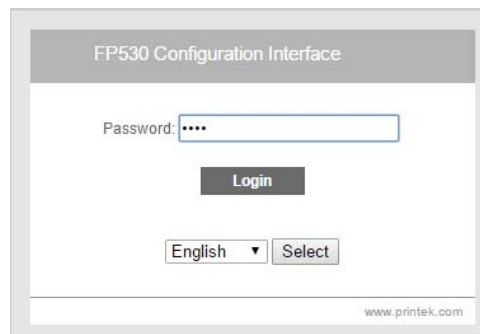 FP530 Configuration Interface
Password: ••••
Login
English ▼ Select
www.printek.com